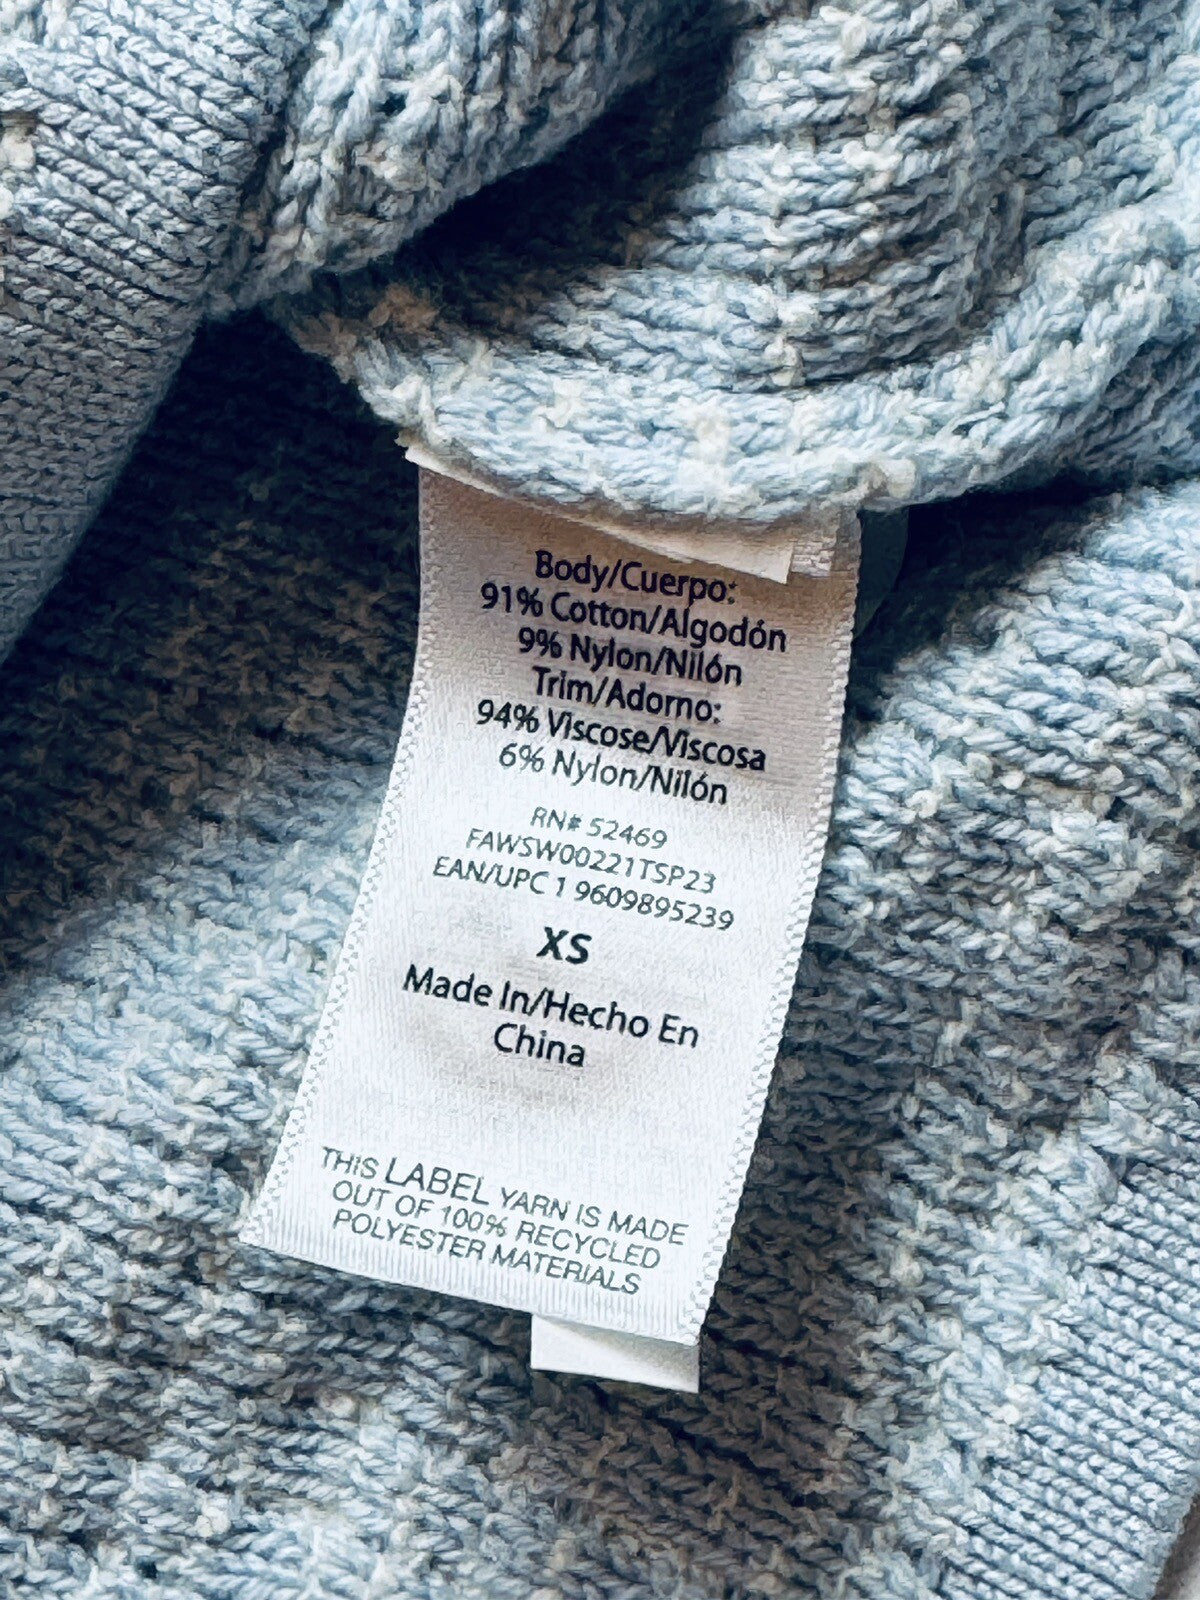 Body/Cuerpo:
91% Cotton/Algodón
9% Nylon/Nilón
Trim/Adorno:
94% Viscose/Viscosa
6% Nylon/Nilón
RN# 52469
FAWSW00221TSP23
EAN/UPC 1 9609895239
XS
Made In/Hecho En
China
THIS LABEL YARN IS MADE
OUT OF 100% RECYCLED
POLYESTER MATERIALS